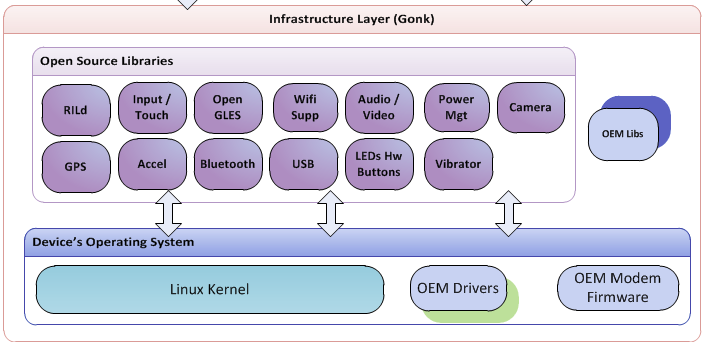 Infrastructure Layer (Gonk)
Open Source Libraries
RILd
Input /
Touch
Open
GLES
Wifi
Supp
Audio /
Video
Power
Mgt
Camera
OEM Libs
GPS
Accel
Bluetooth
USB
LEDs Hw
Buttons
Vibrator
Device's Operating System
Linux Kernel
OEM Drivers
OEM Modem
Firmware